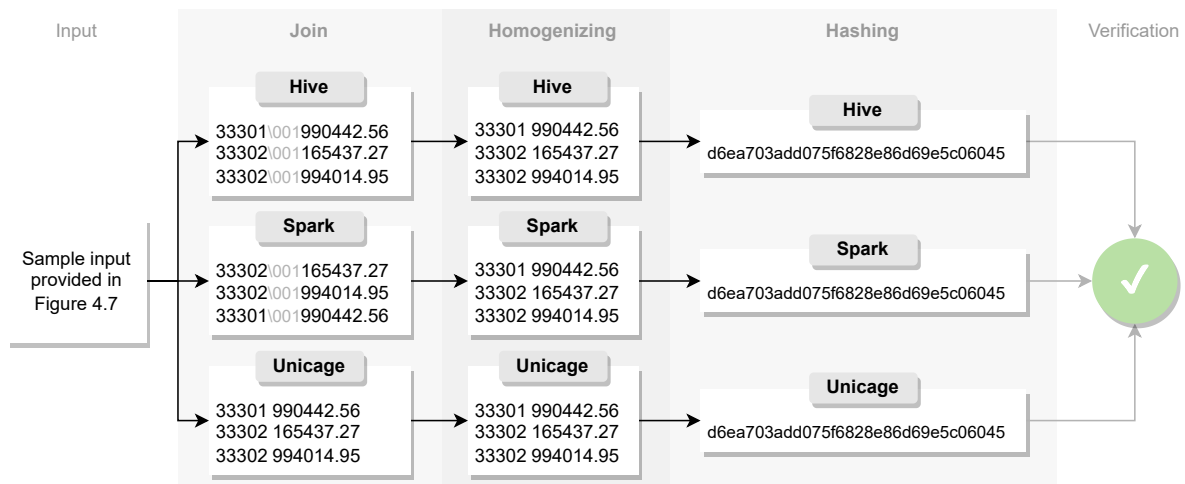 Input
Join
Homogenizing
Hashing
Verification
Sample input
provided in
Figure 4.7
Hive
33301\001990442.56
33302\001165437.27
33302\001994014.95
Hive
33301 990442.56
33302 165437.27
33302 994014.95
Hive
d6ea703add075f6828e86d69e5c06045
Spark
33302\001165437.27
33302\001994014.95
33301\001990442.56
Spark
33301 990442.56
33302 165437.27
33302 994014.95
Spark
d6ea703add075f6828e86d69e5c06045
Unicage
33301 990442.56
33302 165437.27
33302 994014.95
Unicage
33301 990442.56
33302 165437.27
33302 994014.95
Unicage
d6ea703add075f6828e86d69e5c06045